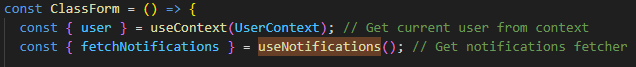 const ClassForm = () => {
  const { user } = useContext(UserContext); // Get current user from context
  const { fetchNotifications } = useNotifications(); // Get notifications fetcher